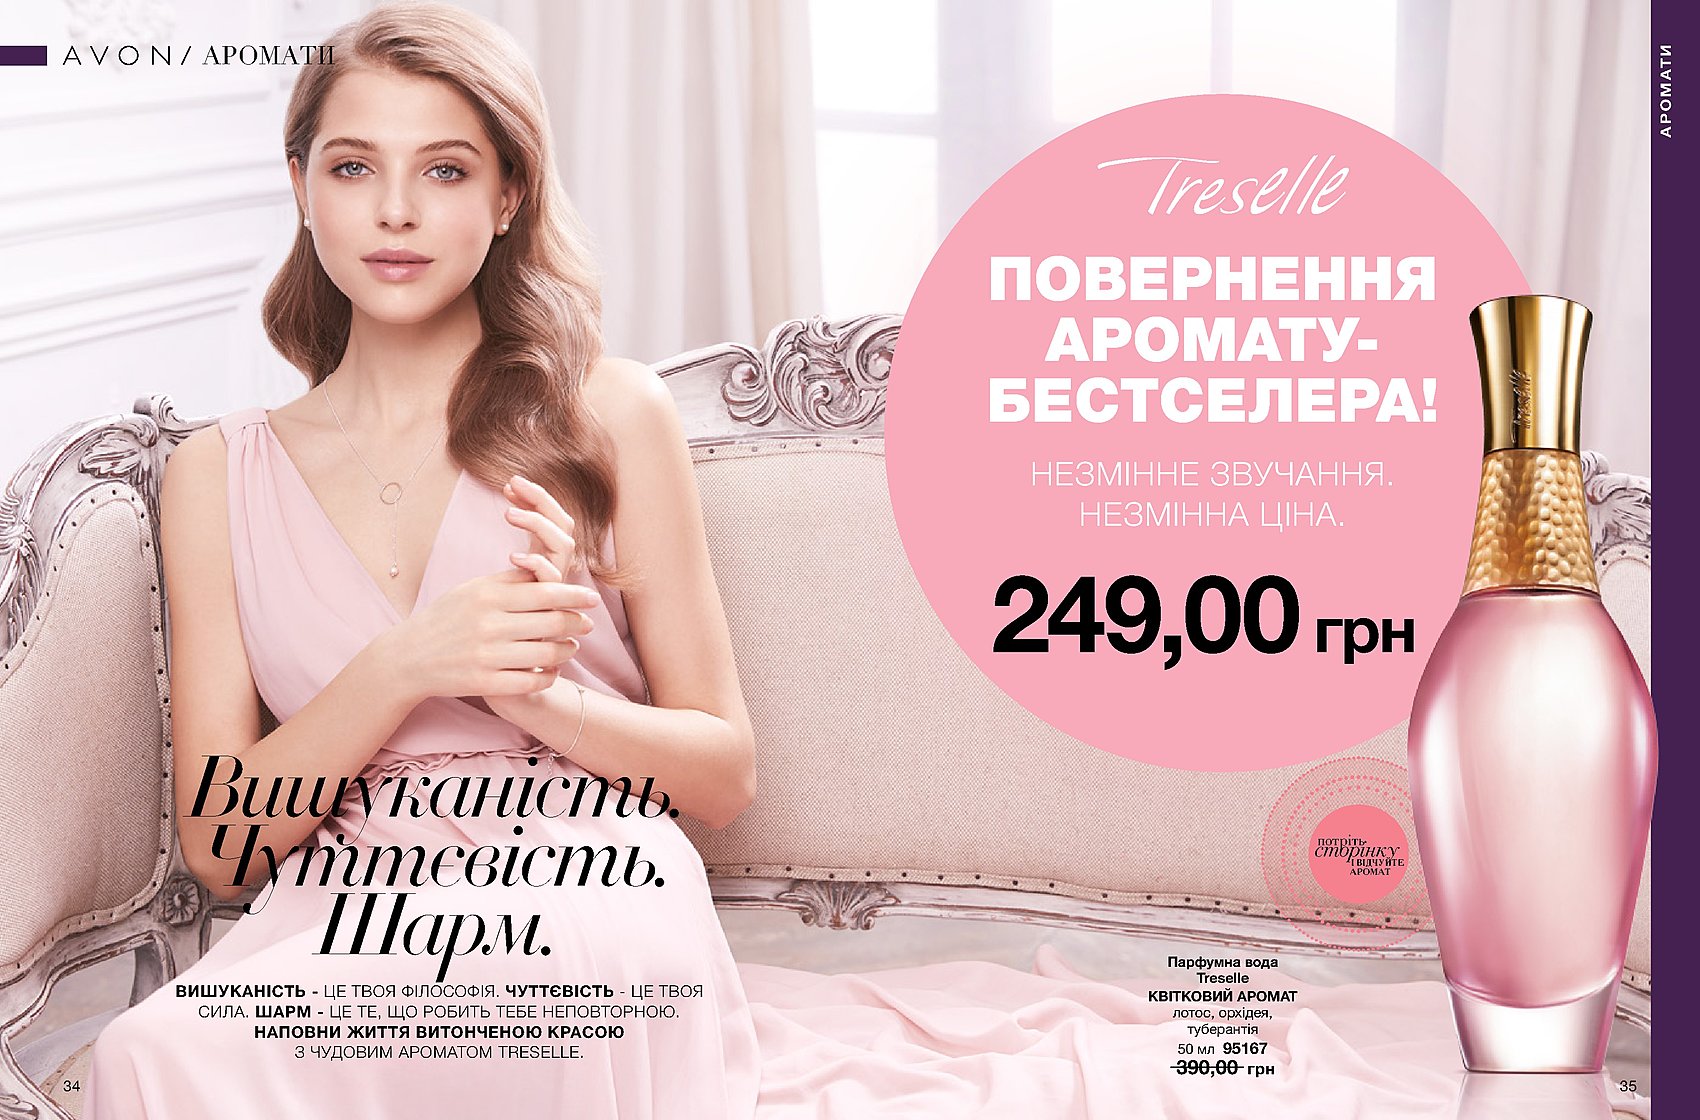 AVON / АРОМАТИ
АРОМАТИ
Treselle
ПОВЕРНЕННЯ
АРОМАТУ-
БЕСТСЕЛЕРА!
НЕЗМІННЕ ЗВУЧАННЯ.
НЕЗМІННА ЦІНА.
249,00 грн
Treselle
Вишуканість.
Чуттєвість.
Шарм.
ВИШУКАНІСТЬ - ЦЕ ТВОЯ ФІЛОСОФІЯ. ЧУТТЄВІСТЬ - ЦЕ ТВОЯ
СИЛА. ШАРМ - ЦЕ ТЕ, ЩО РОБИТЬ ТЕБЕ НЕПОВТОРНОЮ.
НАПОВНИ ЖИТТЯ ВИТОНЧЕНОЮ КРАСОЮ
З ЧУДОВИМ АРОМАТОМ TRESELLE.
ПОТРІТЬ
сторінку
І ВІДЧУЙТЕ
АРОМАТ
Парфумна вода
Treselle
КВІТКОВИЙ АРОМАТ
лотос, орхідея,
туберантія
50 мл 95167
390,00 грн
34
35